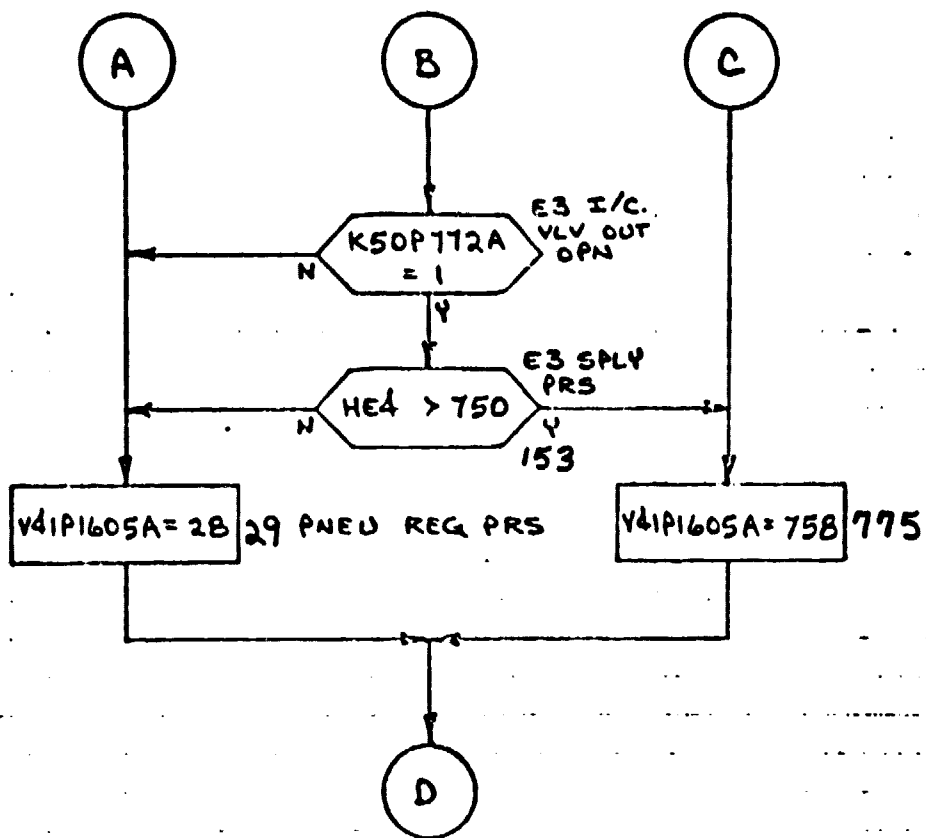 A B C
E3 I/C.
VLV OUT
OPN
K50P772A
= 1
N
Y
E3 SPLY
PRS
HE4 > 750
N
Y
153
V41P1605A = 28
29 PNEU REG PRS
V41P1605A = 758
775
D